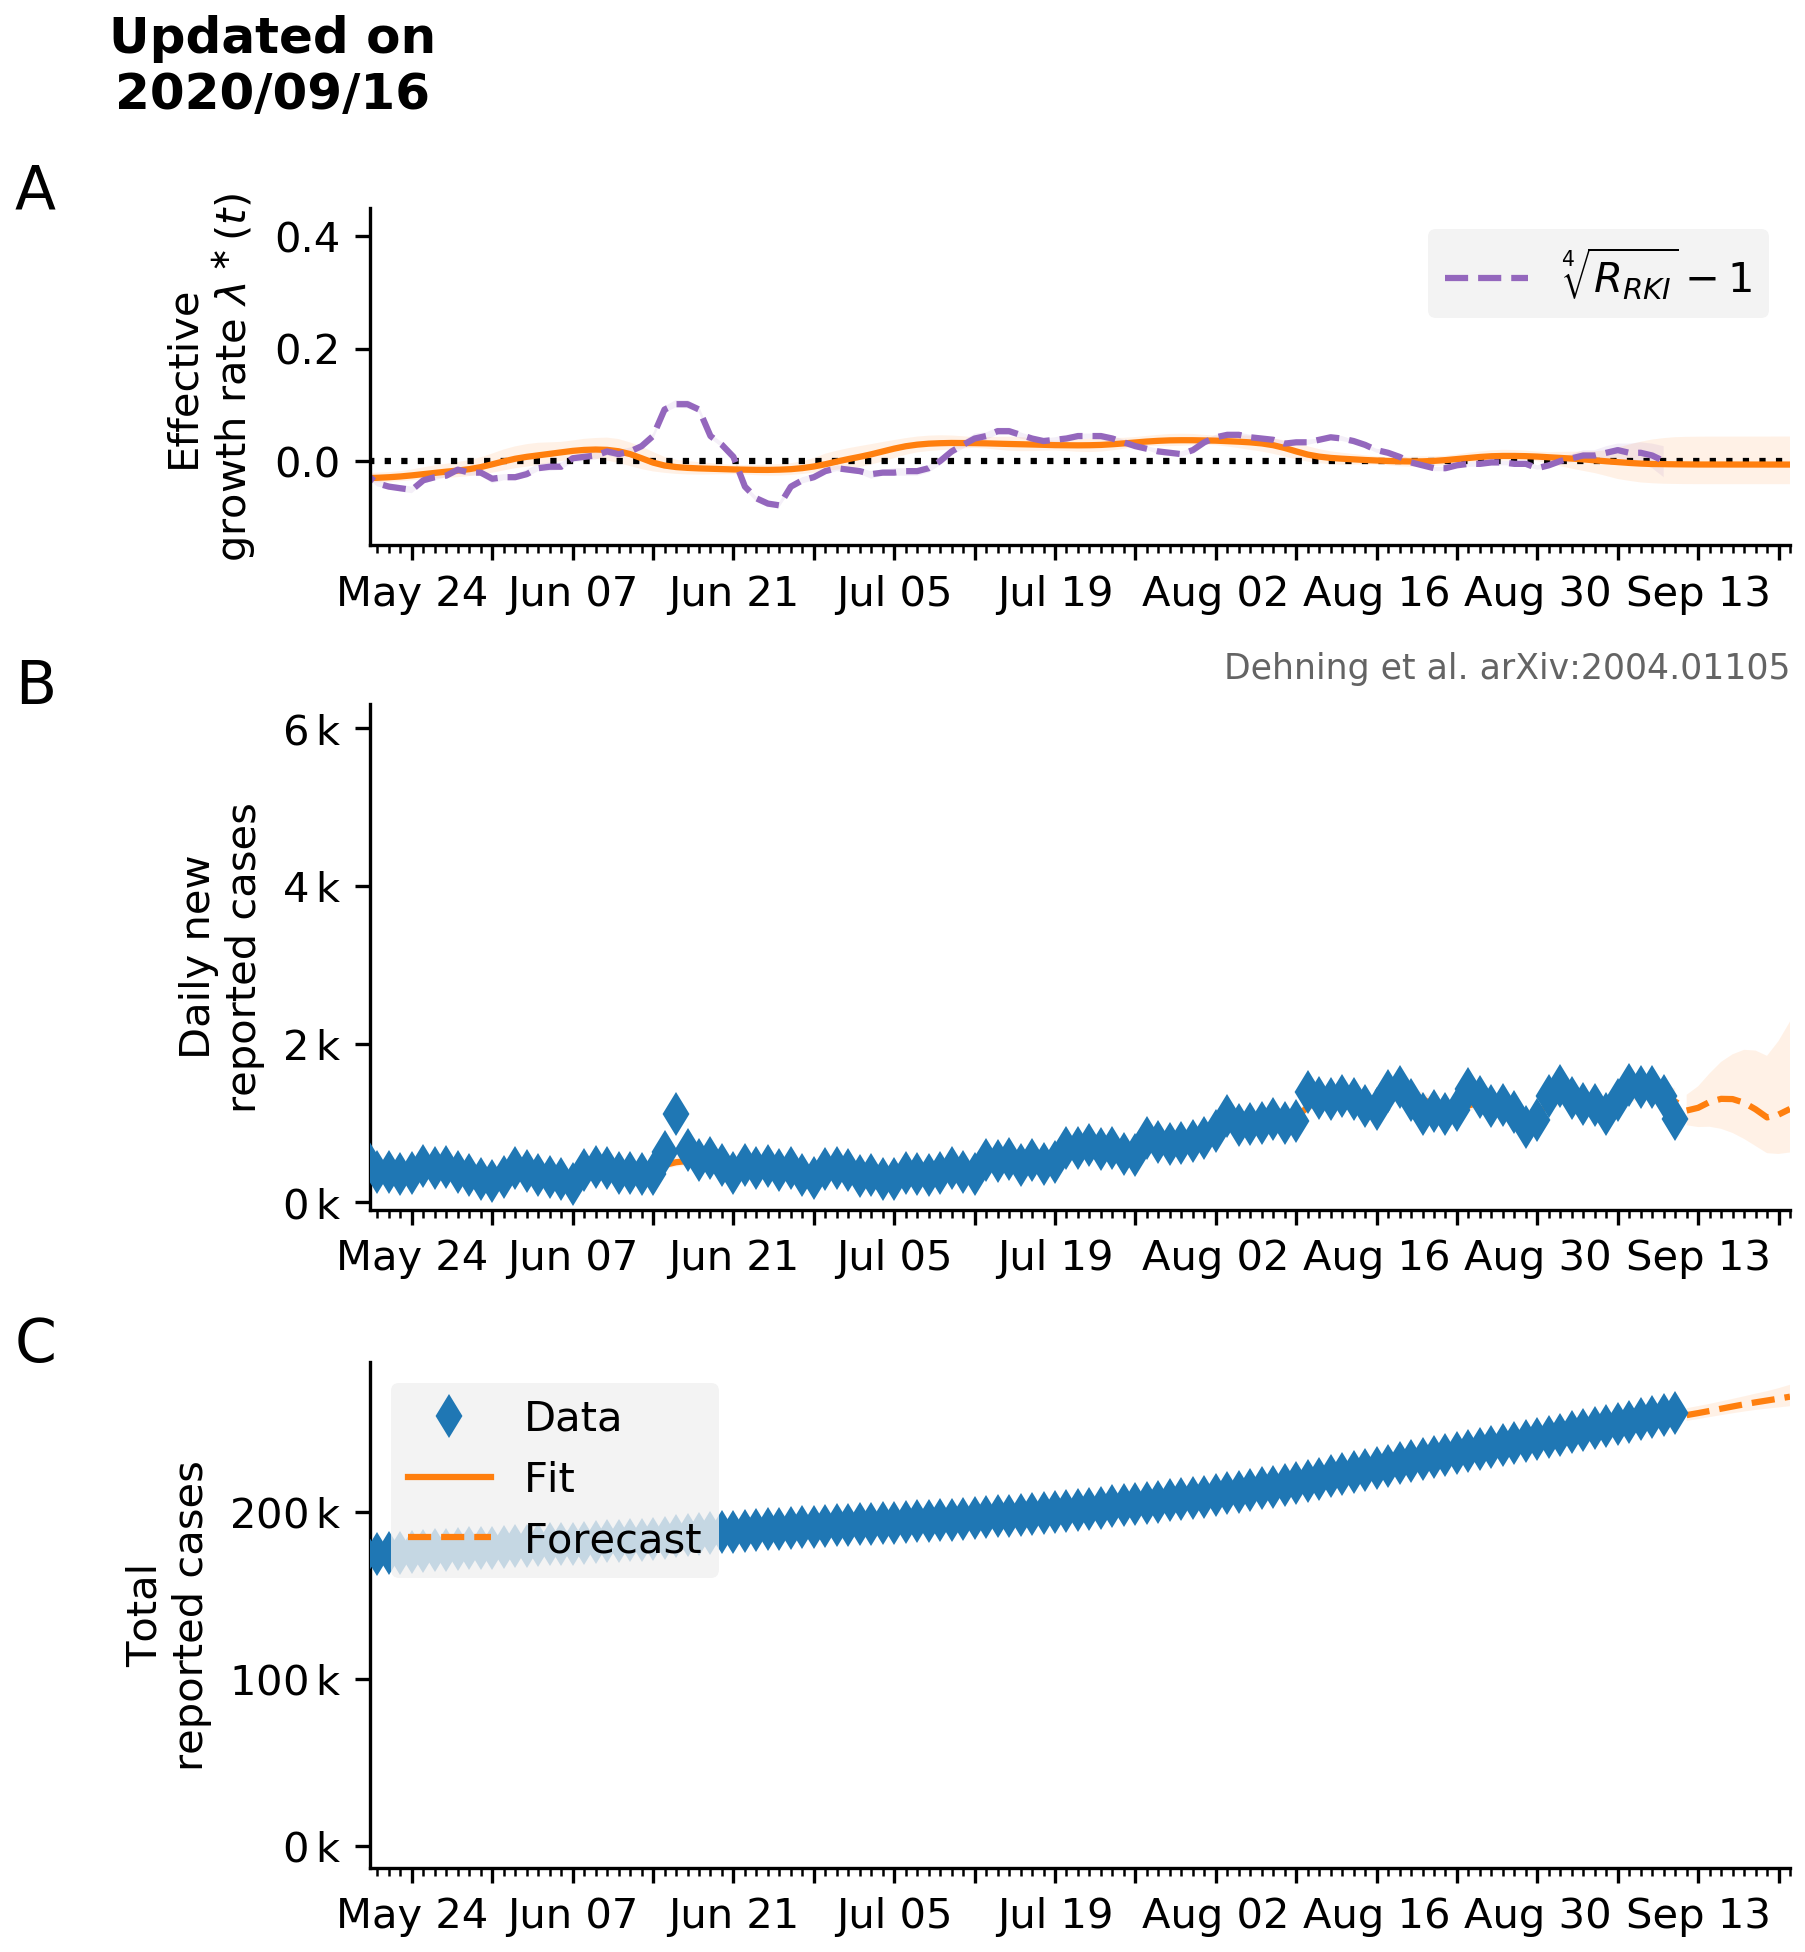 Updated on
2020/09/16
A
Effective
growth rate λ * (t)
0.4
0.2
0.0
∜R_RKI − 1
May 24 Jun 07 Jun 21 Jul 05 Jul 19 Aug 02 Aug 16 Aug 30 Sep 13
B
Dehning et al. arXiv:2004.01105
Daily new
reported cases
6 k
4 k
2 k
0 k
May 24 Jun 07 Jun 21 Jul 05 Jul 19 Aug 02 Aug 16 Aug 30 Sep 13
C
Total
reported cases
Data
Fit
Forecast
200 k
100 k
0 k
May 24 Jun 07 Jun 21 Jul 05 Jul 19 Aug 02 Aug 16 Aug 30 Sep 13